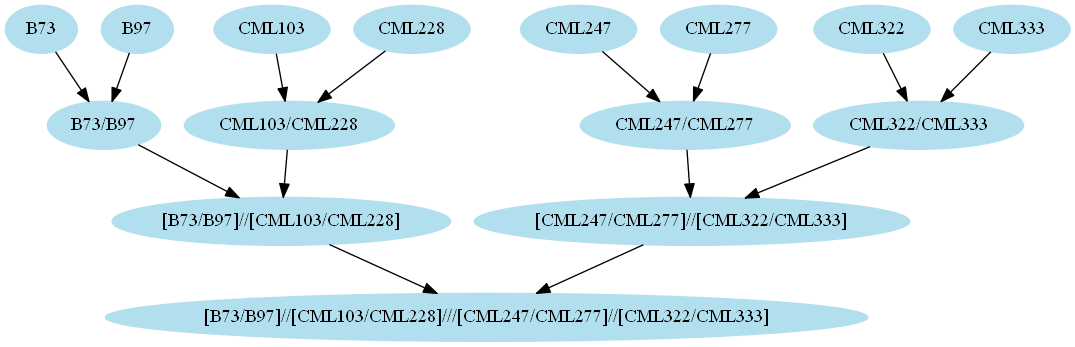 B73
B97
CML103
CML228
CML247
CML277
CML322
CML333
B73/B97
CML103/CML228
CML247/CML277
CML322/CML333
[B73/B97]//[CML103/CML228]
[CML247/CML277]//[CML322/CML333]
[B73/B97]//[CML103/CML228]///[CML247/CML277]//[CML322/CML333]